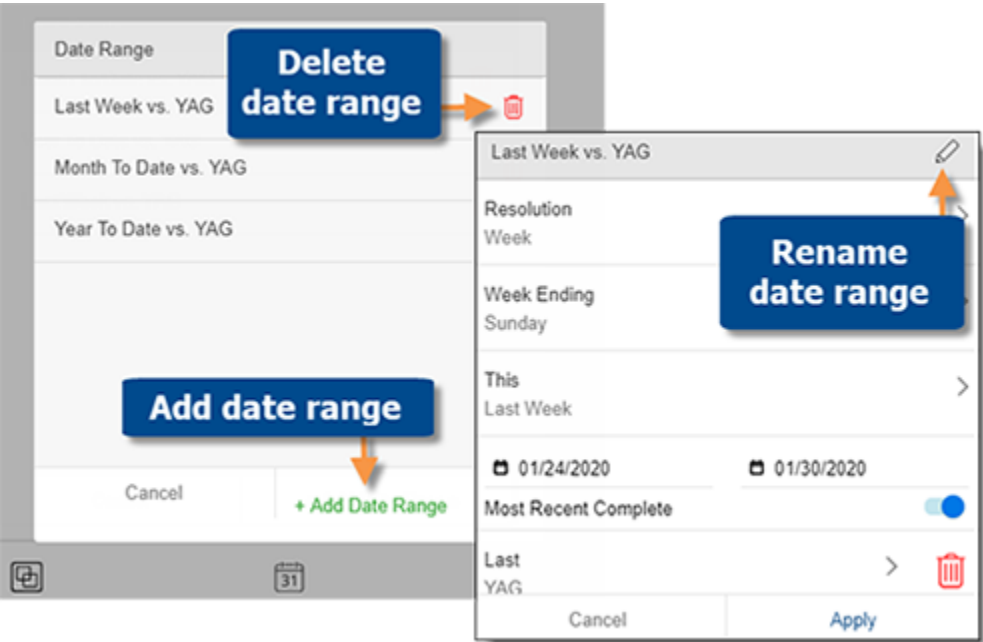 Date Range
Delete
date range
Last Week vs. YAG
Month To Date vs. YAG
Year To Date vs. YAG
Add date range
Cancel
+ Add Date Range
31
Last Week vs. YAG
Resolution
Week
Rename
date range
Week Ending
Sunday
This
Last Week
01/24/2020
01/30/2020
Most Recent Complete
Last
YAG
Cancel
Apply